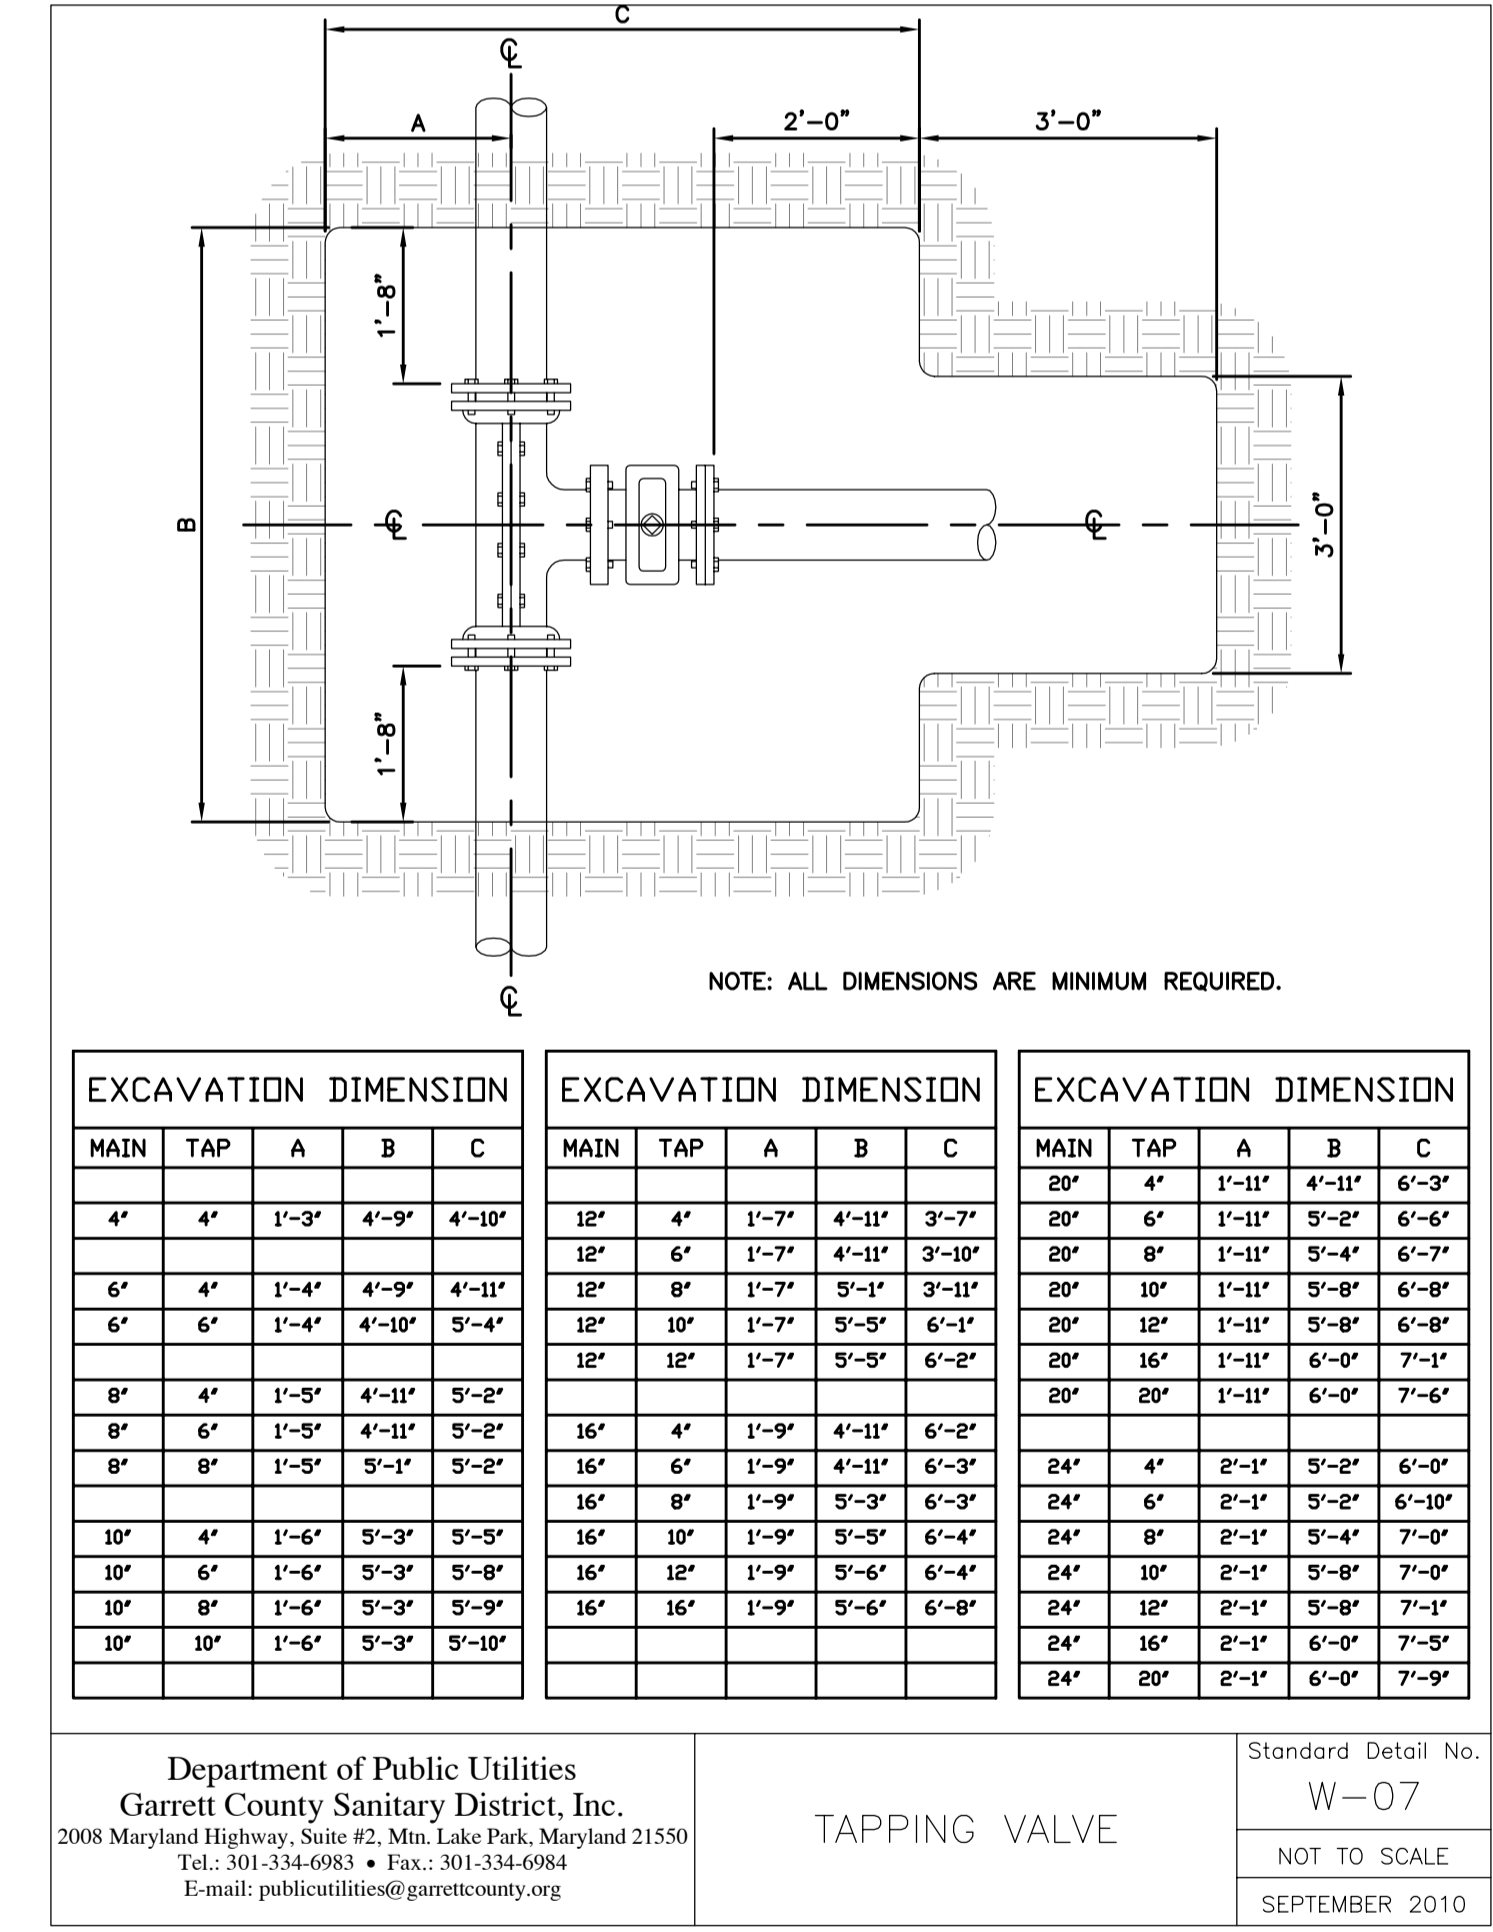 C
℄
A
2'-0"
3'-0"
1'-8"
B
℄
℄
3'-0"
1'-8"
℄
NOTE: ALL DIMENSIONS ARE MINIMUM REQUIRED.
EXCAVATION DIMENSION
MAIN TAP A B C
4" 4" 1'-3" 4'-9" 4'-10"
6" 4" 1'-4" 4'-9" 4'-11"
6" 6" 1'-4" 4'-10" 5'-4"
8" 4" 1'-5" 4'-11" 5'-2"
8" 6" 1'-5" 4'-11" 5'-2"
8" 8" 1'-5" 5'-1" 5'-2"
10" 4" 1'-6" 5'-3" 5'-5"
10" 6" 1'-6" 5'-3" 5'-8"
10" 8" 1'-6" 5'-3" 5'-9"
10" 10" 1'-6" 5'-3" 5'-10"
EXCAVATION DIMENSION
MAIN TAP A B C
12" 4" 1'-7" 4'-11" 3'-7"
12" 6" 1'-7" 4'-11" 3'-10"
12" 8" 1'-7" 5'-1" 3'-11"
12" 10" 1'-7" 5'-5" 6'-1"
12" 12" 1'-7" 5'-5" 6'-2"
16" 4" 1'-9" 4'-11" 6'-2"
16" 6" 1'-9" 4'-11" 6'-3"
16" 8" 1'-9" 5'-3" 6'-3"
16" 10" 1'-9" 5'-5" 6'-4"
16" 12" 1'-9" 5'-6" 6'-4"
16" 16" 1'-9" 5'-6" 6'-8"
EXCAVATION DIMENSION
MAIN TAP A B C
20" 4" 1'-11" 4'-11" 6'-3"
20" 6" 1'-11" 5'-2" 6'-6"
20" 8" 1'-11" 5'-4" 6'-7"
20" 10" 1'-11" 5'-8" 6'-8"
20" 12" 1'-11" 5'-8" 6'-8"
20" 16" 1'-11" 6'-0" 7'-1"
20" 20" 1'-11" 6'-0" 7'-6"
24" 4" 2'-1" 5'-2" 6'-0"
24" 6" 2'-1" 5'-2" 6'-10"
24" 8" 2'-1" 5'-4" 7'-0"
24" 10" 2'-1" 5'-8" 7'-0"
24" 12" 2'-1" 5'-8" 7'-1"
24" 16" 2'-1" 6'-0" 7'-5"
24" 20" 2'-1" 6'-0" 7'-9"
Department of Public Utilities
Garrett County Sanitary District, Inc.
2008 Maryland Highway, Suite #2, Mtn. Lake Park, Maryland 21550
Tel.: 301-334-6983 • Fax.: 301-334-6984
E-mail: publicutilities@garrettcounty.org
TAPPING VALVE
Standard Detail No.
W-07
NOT TO SCALE
SEPTEMBER 2010